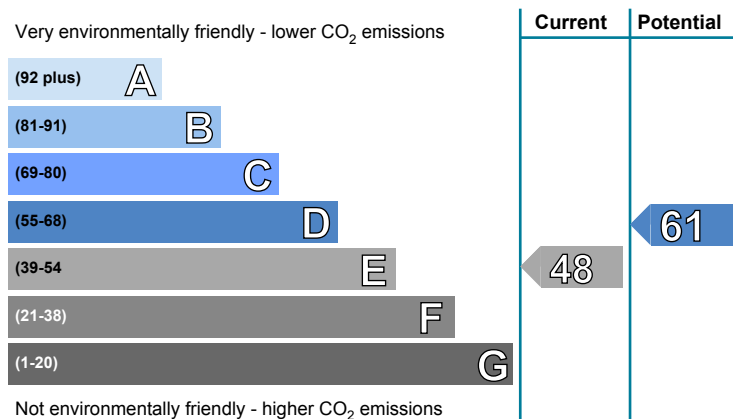 Current Potential
Very environmentally friendly - lower CO2 emissions
(92 plus) A
(81-91) B
(69-80) C
(55-68) D
61
(39-54 E
48
(21-38) F
(1-20) G
Not environmentally friendly - higher CO2 emissions